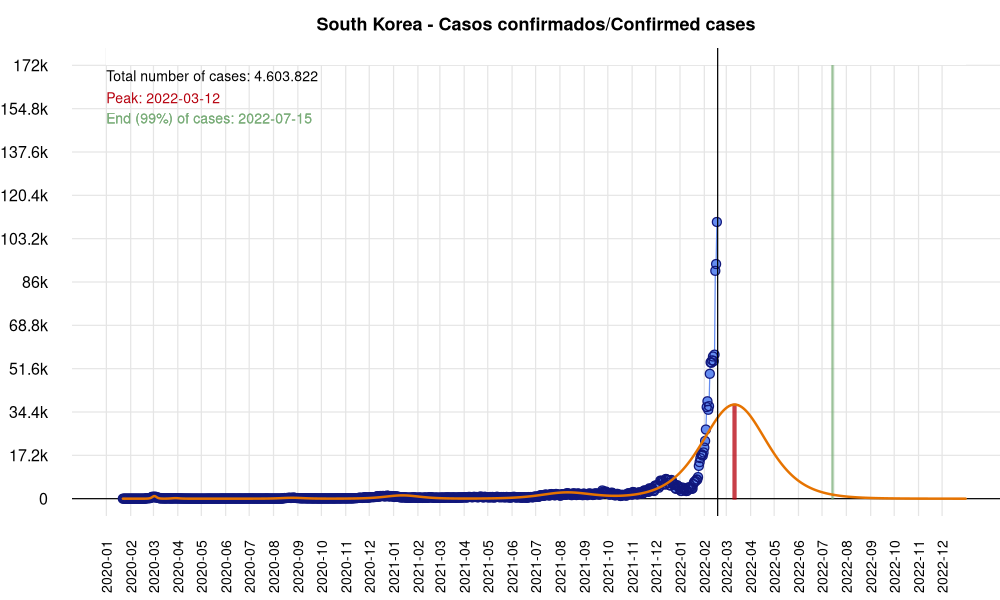 South Korea - Casos confirmados/Confirmed cases
Total number of cases: 4.603.822
Peak: 2022-03-12
End (99%) of cases: 2022-07-15
172k
154.8k
137.6k
120.4k
103.2k
86k
68.8k
51.6k
34.4k
17.2k
0
2020-01
2020-02
2020-03
2020-04
2020-05
2020-06
2020-07
2020-08
2020-09
2020-10
2020-11
2020-12
2021-01
2021-02
2021-03
2021-04
2021-05
2021-06
2021-07
2021-08
2021-09
2021-10
2021-11
2021-12
2022-01
2022-02
2022-03
2022-04
2022-05
2022-06
2022-07
2022-08
2022-09
2022-10
2022-11
2022-12